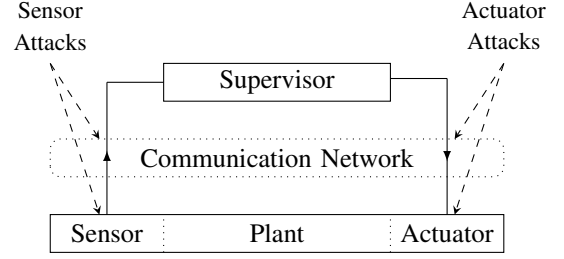 Sensor
Attacks
Actuator
Attacks
Supervisor
Communication Network
Sensor Plant Actuator